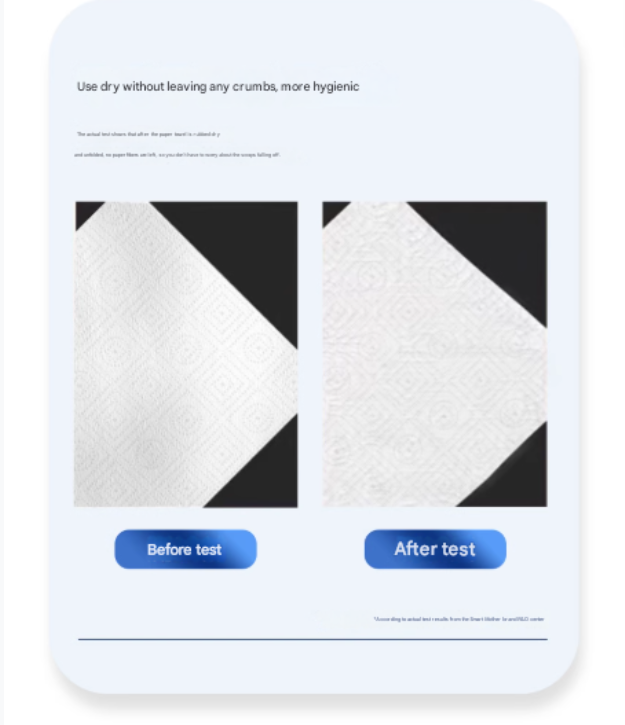 Use dry without leaving any crumbs, more hygienic
The actual test shows that after the paper towel is rubbed dry
and unfolded, no paper fibers are left, so you don't have to worry about the scraps falling off.
Before test
After test
*According to actual test results from the Smart Mother brand R&D center